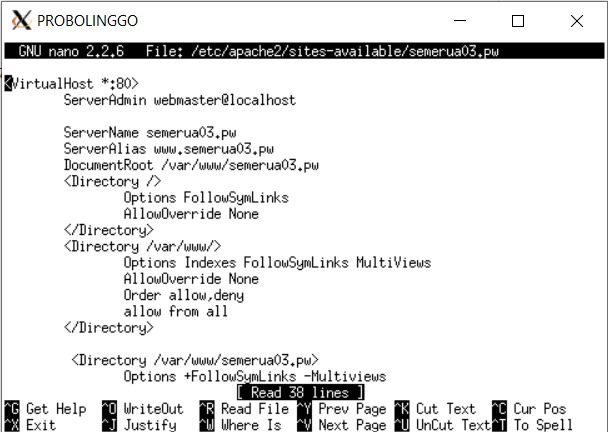 PROBOLINGGO
GNU nano 2.2.6 File: /etc/apache2/sites-available/semerua03.pw
<VirtualHost *:80>
ServerAdmin webmaster@localhost
ServerName semerua03.pw
ServerAlias www.semerua03.pw
DocumentRoot /var/www/semerua03.pw
<Directory />
Options FollowSymLinks
AllowOverride None
</Directory>
<Directory /var/www/>
Options Indexes FollowSymLinks MultiViews
AllowOverride None
Order allow,deny
allow from all
</Directory>
<Directory /var/www/semerua03.pw>
Options +FollowSymLinks -Multiviews
[ Read 38 lines ]
^G Get Help ^O WriteOut ^R Read File ^Y Prev Page ^K Cut Text ^C Cur Pos
^X Exit ^J Justify ^W Where Is ^V Next Page ^U UnCut Text ^T To Spell